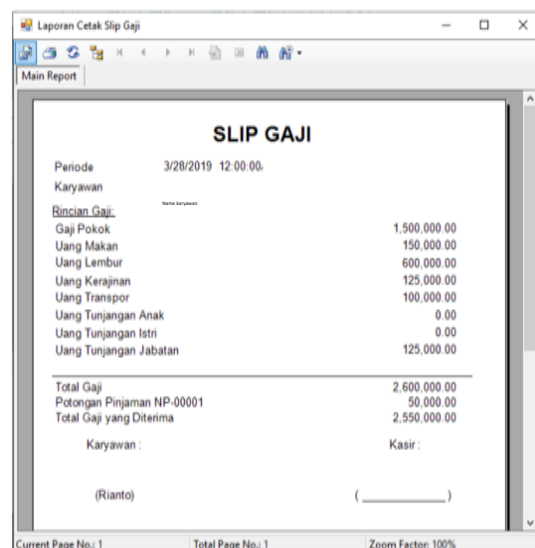 Laporan Cetak Slip Gaji
Main Report
SLIP GAJI
Periode 3/28/2019 12:00:00
Karyawan
Nama karyawan
Rincian Gaji:
Gaji Pokok 1,500,000.00
Uang Makan 150,000.00
Uang Lembur 600,000.00
Uang Kerajinan 125,000.00
Uang Transpor 100,000.00
Uang Tunjangan Anak 0.00
Uang Tunjangan Istri 0.00
Uang Tunjangan Jabatan 125,000.00
Total Gaji 2,600,000.00
Potongan Pinjaman NP-00001 50,000.00
Total Gaji yang Diterima 2,550,000.00
Karyawan : Kasir :
(Rianto) ( ____________ )
Current Page No.: 1 Total Page No.: 1 Zoom Factor: 100%